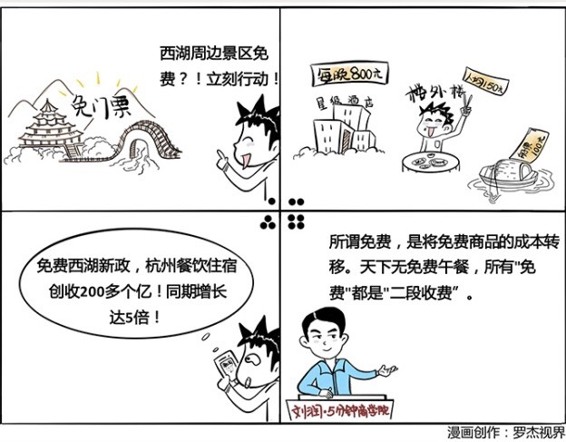 西湖周边景区免
费?！立刻行动！
免门票
每晚800元
星级酒店
楼外楼
人均150元
每晚100元
免费西湖新政，杭州餐饮住宿
创收200多个亿！同期增长
达5倍！
所谓免费，是将免费商品的成本转
移。天下无免费午餐，所有"免
费"都是"二段收费”。
刘润·5分钟商学院
漫画创作：罗杰视界